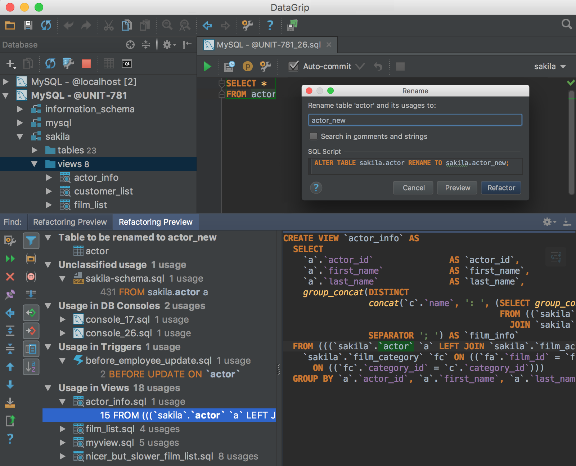 DataGrip
Database
MySQL - @UNIT-781_26.sql
Auto-commit
sakila
MySQL - @localhost [2]
MySQL - @UNIT-781
information_schema
mysql
sakila
tables 23
views 8
actor_info
customer_list
film_list
SELECT *
FROM actor
Rename
Rename table 'actor' and its usages to:
actor_new
Search in comments and strings
SQL Script
ALTER TABLE sakila.actor RENAME TO sakila.actor_new;
?
Cancel
Preview
Refactor
Find:
Refactoring Preview
Refactoring Preview
Table to be renamed to actor_new
actor
Unclassified usage 1 usage
sakila-schema.sql 1 usage
431 FROM sakila.actor a
Usage in DB Consoles 2 usages
console_17.sql 1 usage
console_26.sql 1 usage
Usage in Triggers 1 usage
before_employee_update.sql 1 usage
2 BEFORE UPDATE ON `actor`
Usage in Views 18 usages
actor_info.sql 1 usage
15 FROM (((`sakila`.`actor` `a` LEFT J
film_list.sql 4 usages
myview.sql 5 usages
nicer_but_slower_film_list.sql 8 usages
CREATE VIEW `actor_info` AS
SELECT
`a`.`actor_id` AS `actor_id`,
`a`.`first_name` AS `first_name`,
`a`.`last_name` AS `last_name`,
group_concat(DISTINCT
concat(`c`.`name`, ': ', (SELECT group_co
FROM ((`sakila`
JOIN `sakila`
SEPARATOR '; ') AS `film_info`
FROM (((`sakila`.`actor` `a` LEFT JOIN `sakila`.`film_ac
`sakila`.`film_category` `fc` ON ((`fa`.`film_id` = `f
ON ((`fc`.`category_id` = `c`.`category_id`)))
GROUP BY `a`.`actor_id`, `a`.`first_name`, `a`.`last_nam